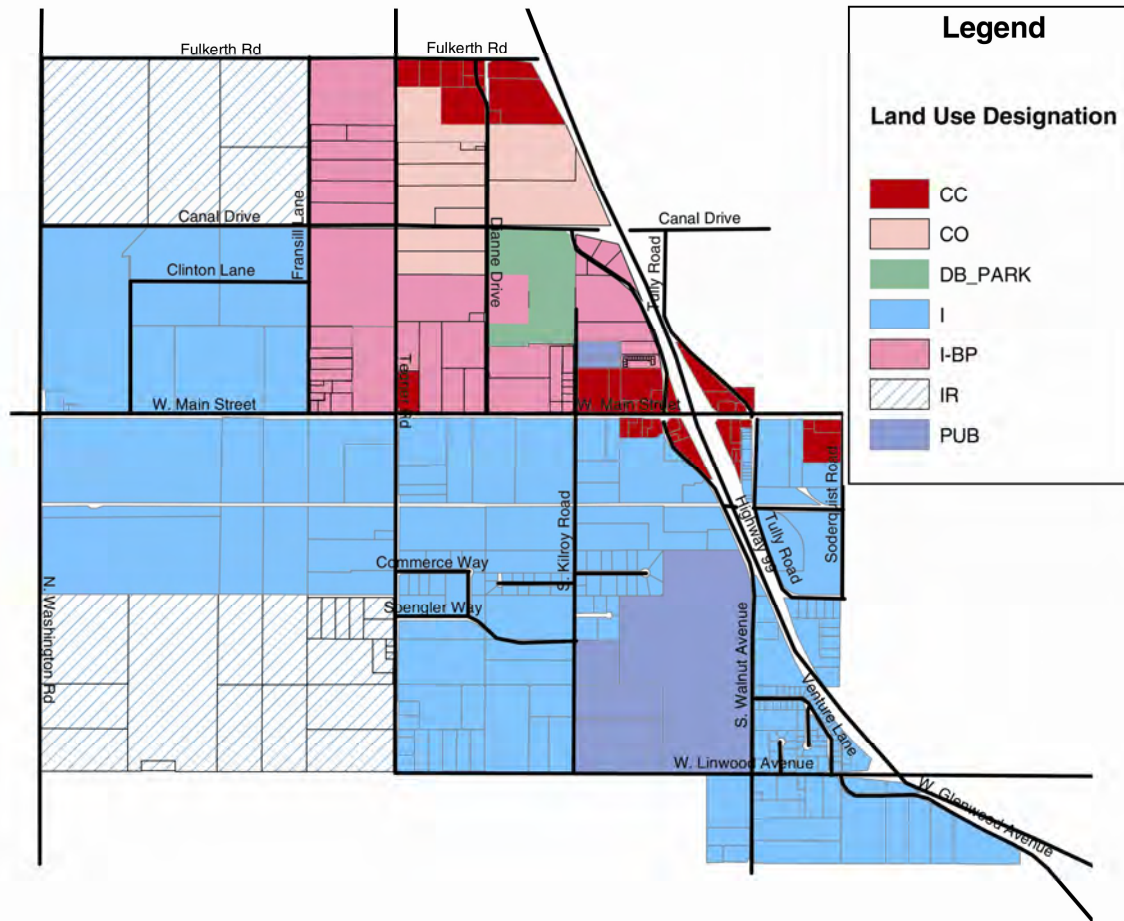 Legend
Land Use Designation
CC
CO
DB_PARK
I
I-BP
IR
PUB
Fulkerth Rd
Fulkerth Rd
Canal Drive
Canal Drive
Fransill Lane
Clinton Lane
Dianne Drive
Tully Road
Tegner Rd
W. Main Street
W. Main Street
Highway 99
Tully Road
Soderquist Road
S. Kilroy Road
Commerce Way
Spengler Way
N. Washington Rd
S. Walnut Avenue
Venture Lane
W. Linwood Avenue
W. Glenwood Avenue